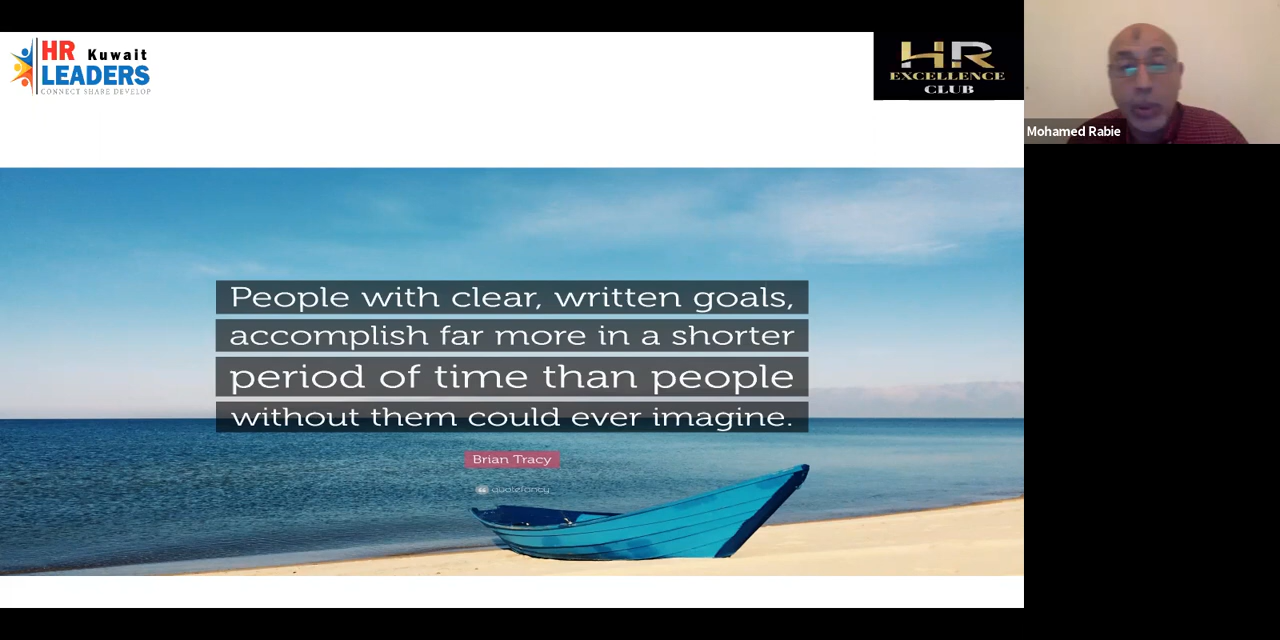 HR Kuwait
LEADERS
CONNECT SHARE DEVELOP
HR
EXCELLENCE
CLUB
Mohamed Rabie
People with clear, written goals,
accomplish far more in a shorter
period of time than people
without them could ever imagine.
Brian Tracy
quotefancy